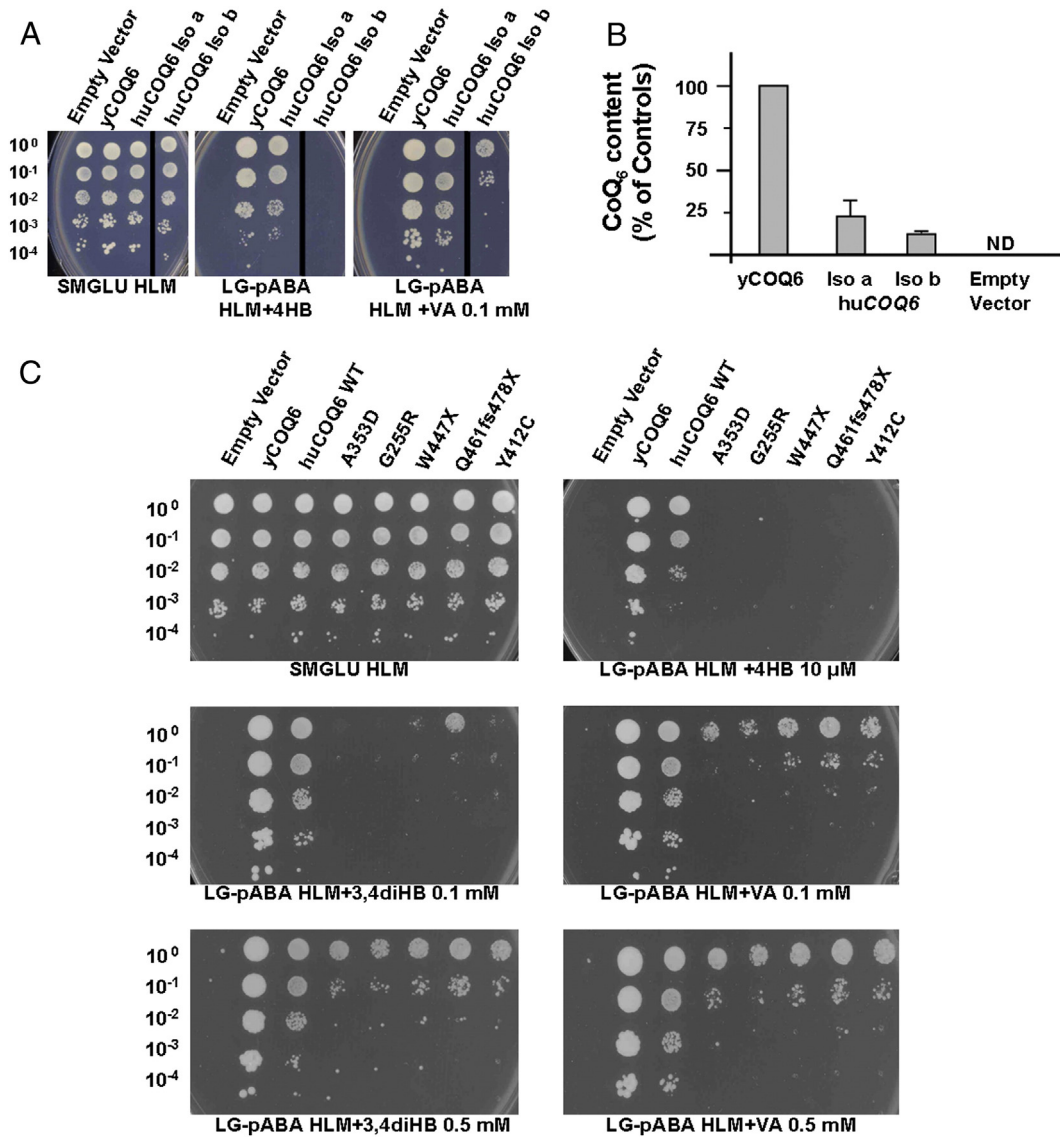 A
Empty Vector
yCOQ6
huCOQ6 Iso a
huCOQ6 Iso b
Empty Vector
yCOQ6
huCOQ6 Iso a
huCOQ6 Iso b
Empty Vector
yCOQ6
huCOQ6 Iso a
huCOQ6 Iso b
10⁰
10⁻¹
10⁻²
10⁻³
10⁻⁴
SMGLU HLM
LG-pABA
HLM+4HB
LG-pABA
HLM +VA 0.1 mM
B
CoQ₆ content
(% of Controls)
100
75
50
25
ND
yCOQ6
Iso a
Iso b
Empty
Vector
huCOQ6
C
Empty Vector
yCOQ6
huCOQ6 WT
A353D
G255R
W447X
Q461fs478X
Y412C
Empty Vector
yCOQ6
huCOQ6 WT
A353D
G255R
W447X
Q461fs478X
Y412C
10⁰
10⁻¹
10⁻²
10⁻³
10⁻⁴
SMGLU HLM
LG-pABA HLM +4HB 10 µM
10⁰
10⁻¹
10⁻²
10⁻³
10⁻⁴
LG-pABA HLM+3,4diHB 0.1 mM
LG-pABA HLM+VA 0.1 mM
10⁰
10⁻¹
10⁻²
10⁻³
10⁻⁴
LG-pABA HLM+3,4diHB 0.5 mM
LG-pABA HLM+VA 0.5 mM